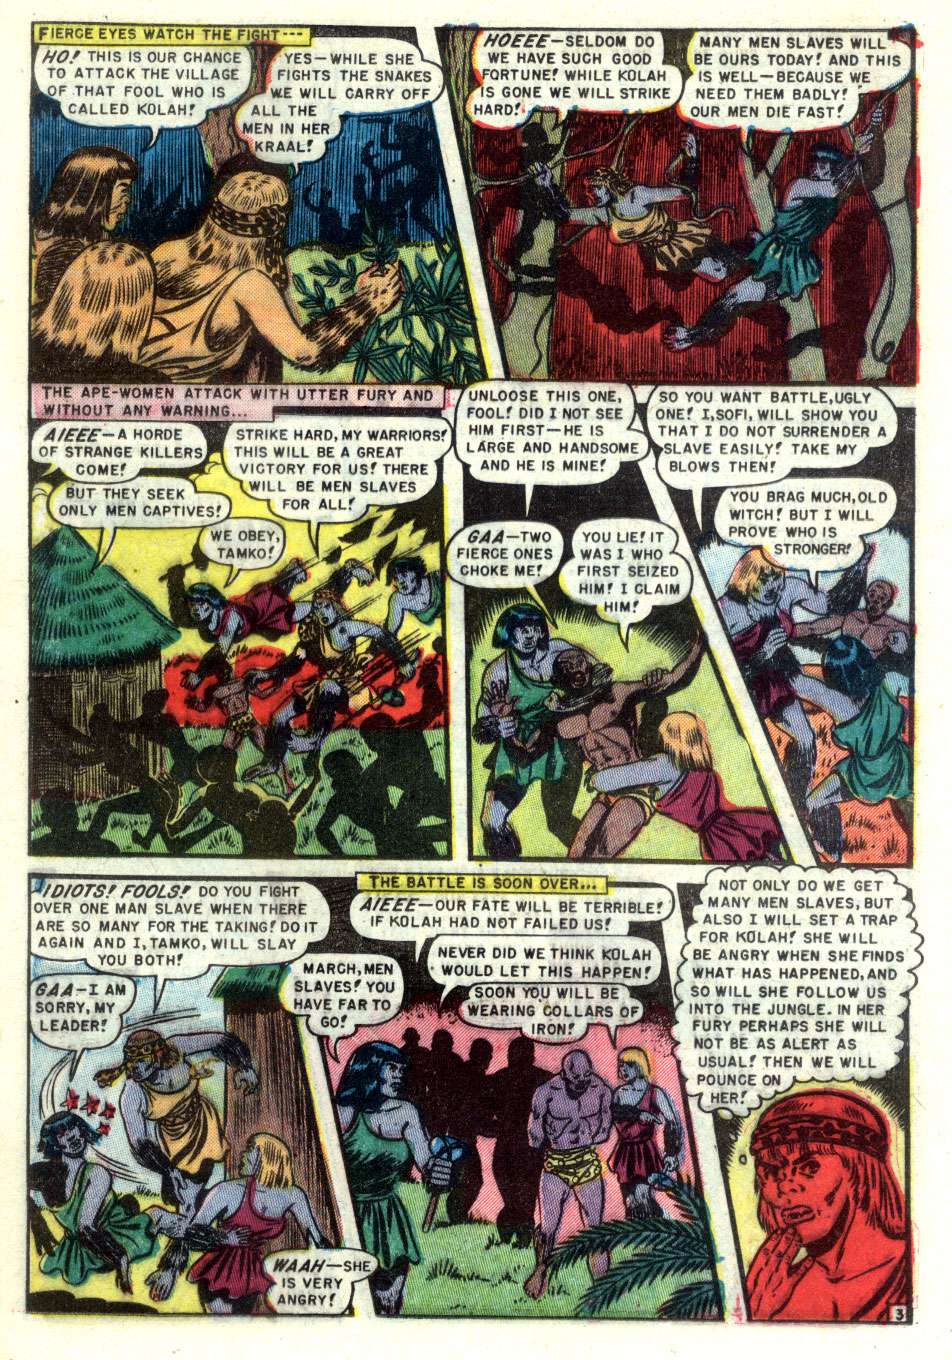 FIERCE EYES WATCH THE FIGHT---
HO! THIS IS OUR CHANCE
TO ATTACK THE VILLAGE
OF THAT FOOL WHO IS
CALLED KOLAH!
YES—WHILE SHE
FIGHTS THE SNAKES
WE WILL CARRY OFF
ALL THE
MEN IN HER
KRAAL!
HOEEE—SELDOM DO
WE HAVE SUCH GOOD
FORTUNE! WHILE KOLAH
IS GONE WE WILL STRIKE
HARD!
MANY MEN SLAVES WILL
BE OURS TODAY! AND THIS
IS WELL—BECAUSE WE
NEED THEM BADLY!
OUR MEN DIE FAST!
THE APE-WOMEN ATTACK WITH UTTER FURY AND
WITHOUT ANY WARNING...
AIEEE—A HORDE
OF STRANGE KILLERS
COME!
BUT THEY SEEK
ONLY MEN CAPTIVES!
STRIKE HARD, MY WARRIORS!
THIS WILL BE A GREAT
VICTORY FOR US! THERE
WILL BE MEN SLAVES
FOR ALL!
WE OBEY,
TAMKO!
UNLOOSE THIS ONE,
FOOL! DID I NOT SEE
HIM FIRST—HE IS
LARGE AND HANDSOME
AND HE IS MINE!
GAA—TWO
FIERCE ONES
CHOKE ME!
YOU LIE! IT
WAS I WHO
FIRST SEIZED
HIM! I CLAIM
HIM!
SO YOU WANT BATTLE, UGLY
ONE! I, SOFI, WILL SHOW YOU
THAT I DO NOT SURRENDER A
SLAVE EASILY! TAKE MY
BLOWS THEN!
YOU BRAG MUCH, OLD
WITCH! BUT I WILL
PROVE WHO IS
STRONGER!
IDIOTS! FOOLS! DO YOU FIGHT
OVER ONE MAN SLAVE WHEN THERE
ARE SO MANY FOR THE TAKING! DO IT
AGAIN AND I, TAMKO, WILL SLAY
YOU BOTH!
GAA—I AM
SORRY, MY
LEADER!
WAAH—SHE
IS VERY
ANGRY!
THE BATTLE IS SOON OVER...
AIEEE—OUR FATE WILL BE TERRIBLE!
IF KOLAH HAD NOT FAILED US!
NEVER DID WE THINK KOLAH
WOULD LET THIS HAPPEN!
MARCH, MEN
SLAVES! YOU
HAVE FAR TO
GO!
SOON YOU WILL BE
WEARING COLLARS OF
IRON!
NOT ONLY DO WE GET
MANY MEN SLAVES, BUT
ALSO I WILL SET A TRAP
FOR KOLAH! SHE WILL
BE ANGRY WHEN SHE FINDS
WHAT HAS HAPPENED, AND
SO WILL SHE FOLLOW US
INTO THE JUNGLE. IN HER
FURY PERHAPS SHE WILL
NOT BE AS ALERT AS
USUAL! THEN WE WILL
POUNCE ON
HER!
3